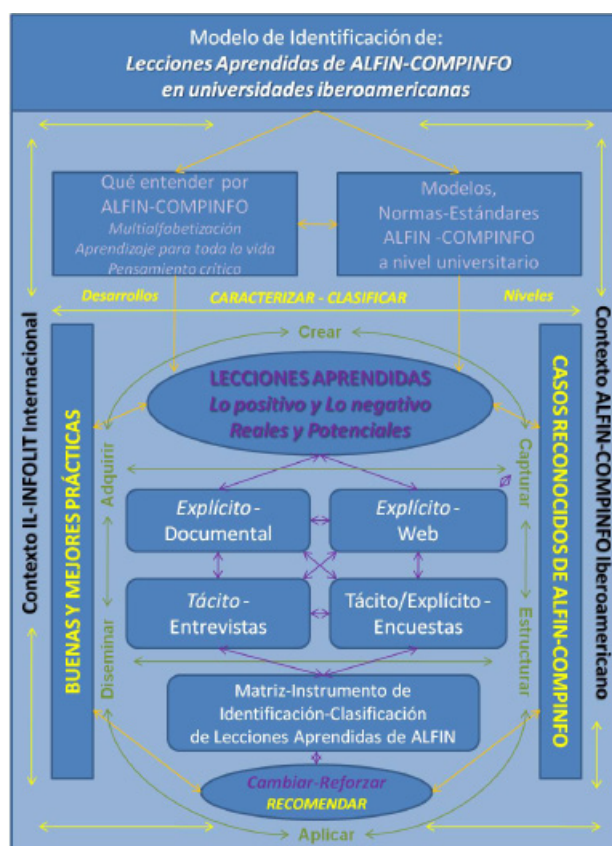 Modelo de Identificación de:
Lecciones Aprendidas de ALFIN-COMPINFO
en universidades iberoamericanas
Qué entender por
ALFIN-COMPINFO
Multialfabetización
Aprendizaje para toda la vida
Pensamiento crítico
Modelos,
Normas-Estándares
ALFIN -COMPINFO
a nivel universitario
Desarrollos
CARACTERIZAR - CLASIFICAR
Niveles
Contexto IL-INFOLIT Internacional
BUENAS Y MEJORES PRÁCTICAS
Crear
LECCIONES APRENDIDAS
Lo positivo y Lo negativo
Reales y Potenciales
Adquirir
Capturar
Explícito -
Documental
Explícito -
Web
Tácito -
Entrevistas
Tácito/Explícito -
Encuestas
Diseminar
Estructurar
Matriz-Instrumento de
Identificación-Clasificación
de Lecciones Aprendidas de ALFIN
Cambiar-Reforzar
RECOMENDAR
Aplicar
CASOS RECONOCIDOS DE ALFIN-COMPINFO
Contexto ALFIN-COMPINFO Iberoamericano